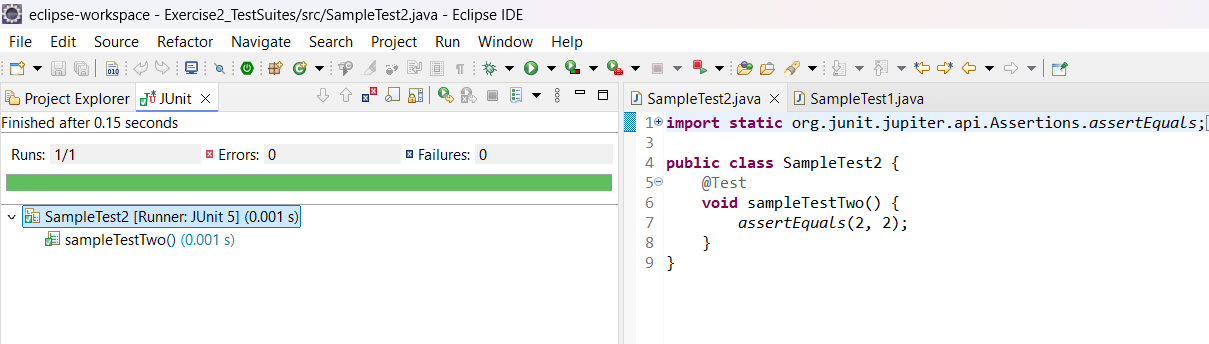 eclipse-workspace - Exercise2_TestSuites/src/SampleTest2.java - Eclipse IDE
File Edit Source Refactor Navigate Search Project Run Window Help
Project Explorer JUnit
Finished after 0.15 seconds
Runs: 1/1 Errors: 0 Failures: 0
SampleTest2 [Runner: JUnit 5] (0.001 s)
sampleTestTwo() (0.001 s)
SampleTest2.java SampleTest1.java
1 import static org.junit.jupiter.api.Assertions.assertEquals;
3
4 public class SampleTest2 {
5 @Test
6 void sampleTestTwo() {
7 assertEquals(2, 2);
8 }
9 }